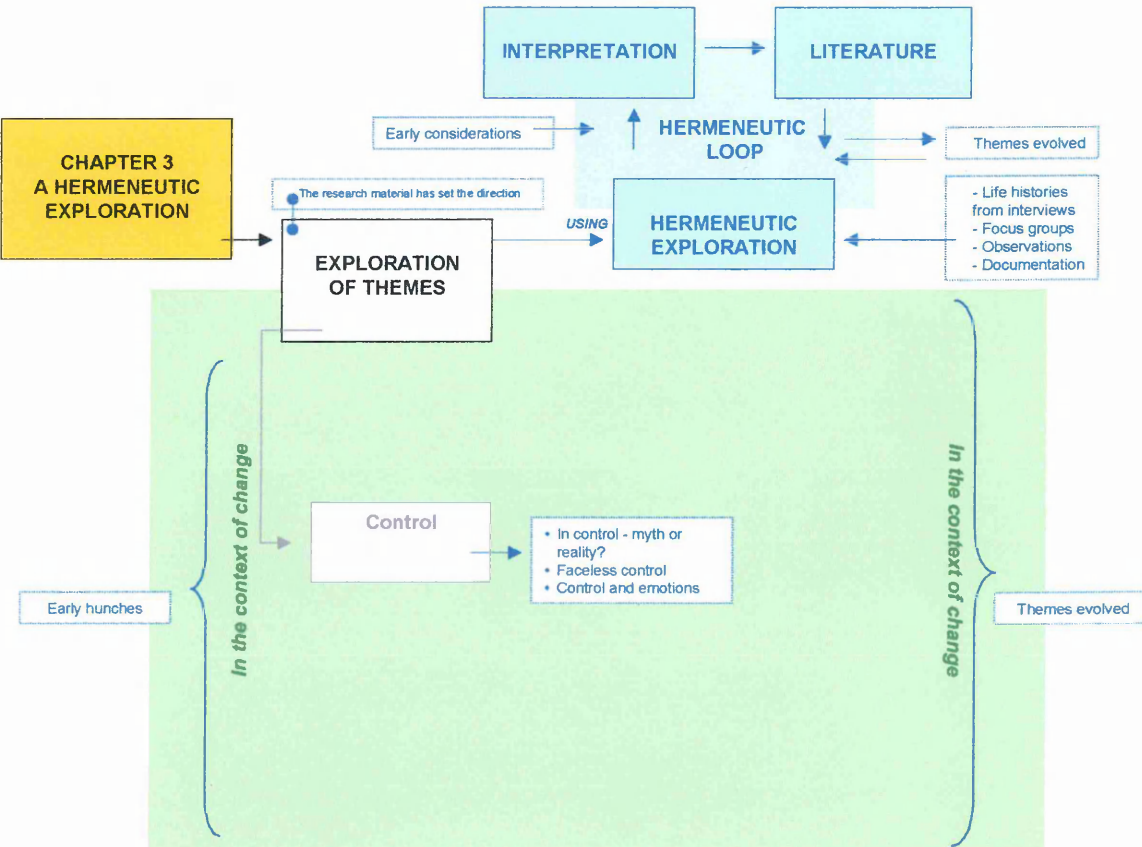 INTERPRETATION
LITERATURE
Early considerations
HERMENEUTIC
LOOP
Themes evolved
CHAPTER 3
A HERMENEUTIC
EXPLORATION
The research material has set the direction
- Life histories
from interviews
- Focus groups
- Observations
- Documentation
USING
HERMENEUTIC
EXPLORATION
EXPLORATION
OF THEMES
In the context of change
In the context of change
Control
• In control - myth or
reality?
• Faceless control
• Control and emotions
Early hunches
Themes evolved